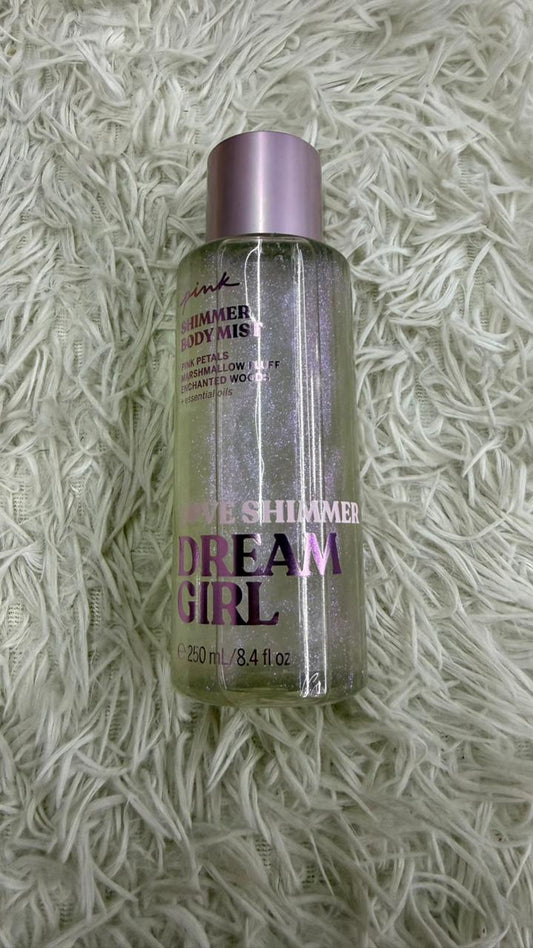 pink
SHIMMER
BODY MIST
PINK PETALS
MARSHMALLOW FLUFF
ENCHANTED WOODS
+ essential oils
SHIMMER
DREAM
GIRL
℮ 250 mL/8.4 fl oz